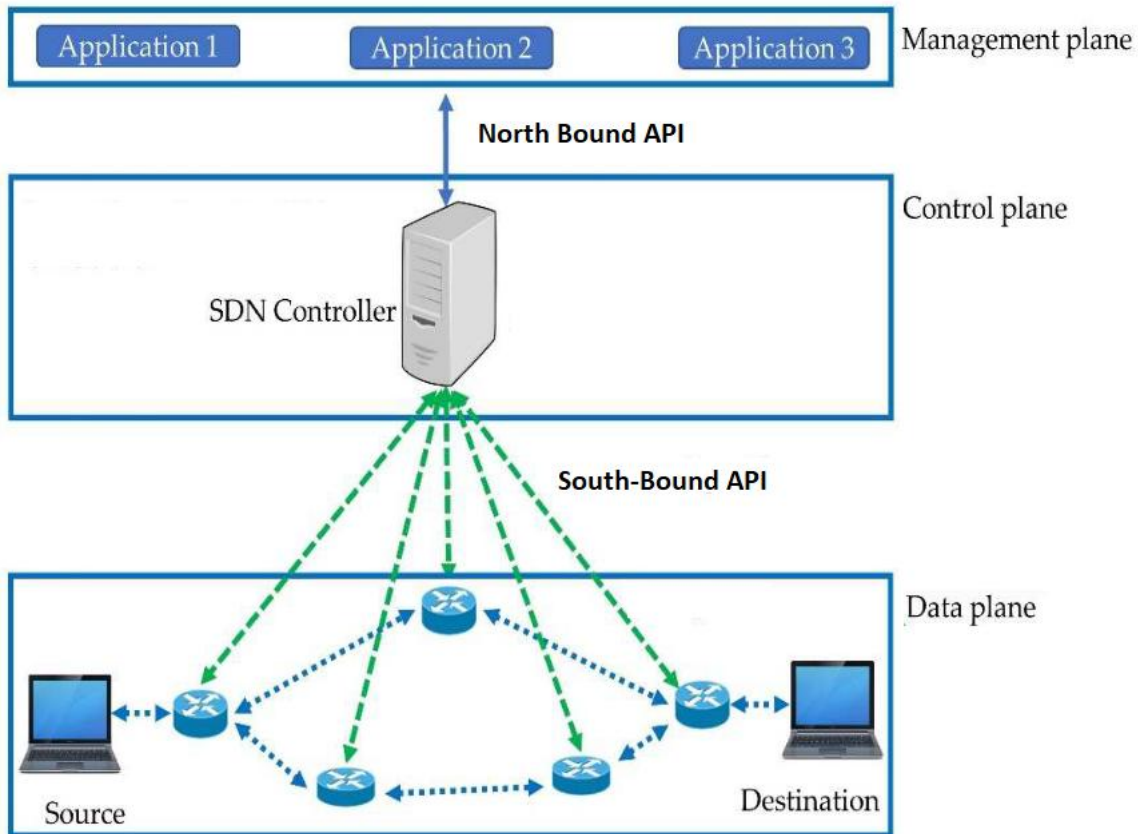 Application 1
Application 2
Application 3
Management plane
North Bound API
Control plane
SDN Controller
South-Bound API
Data plane
Source
Destination